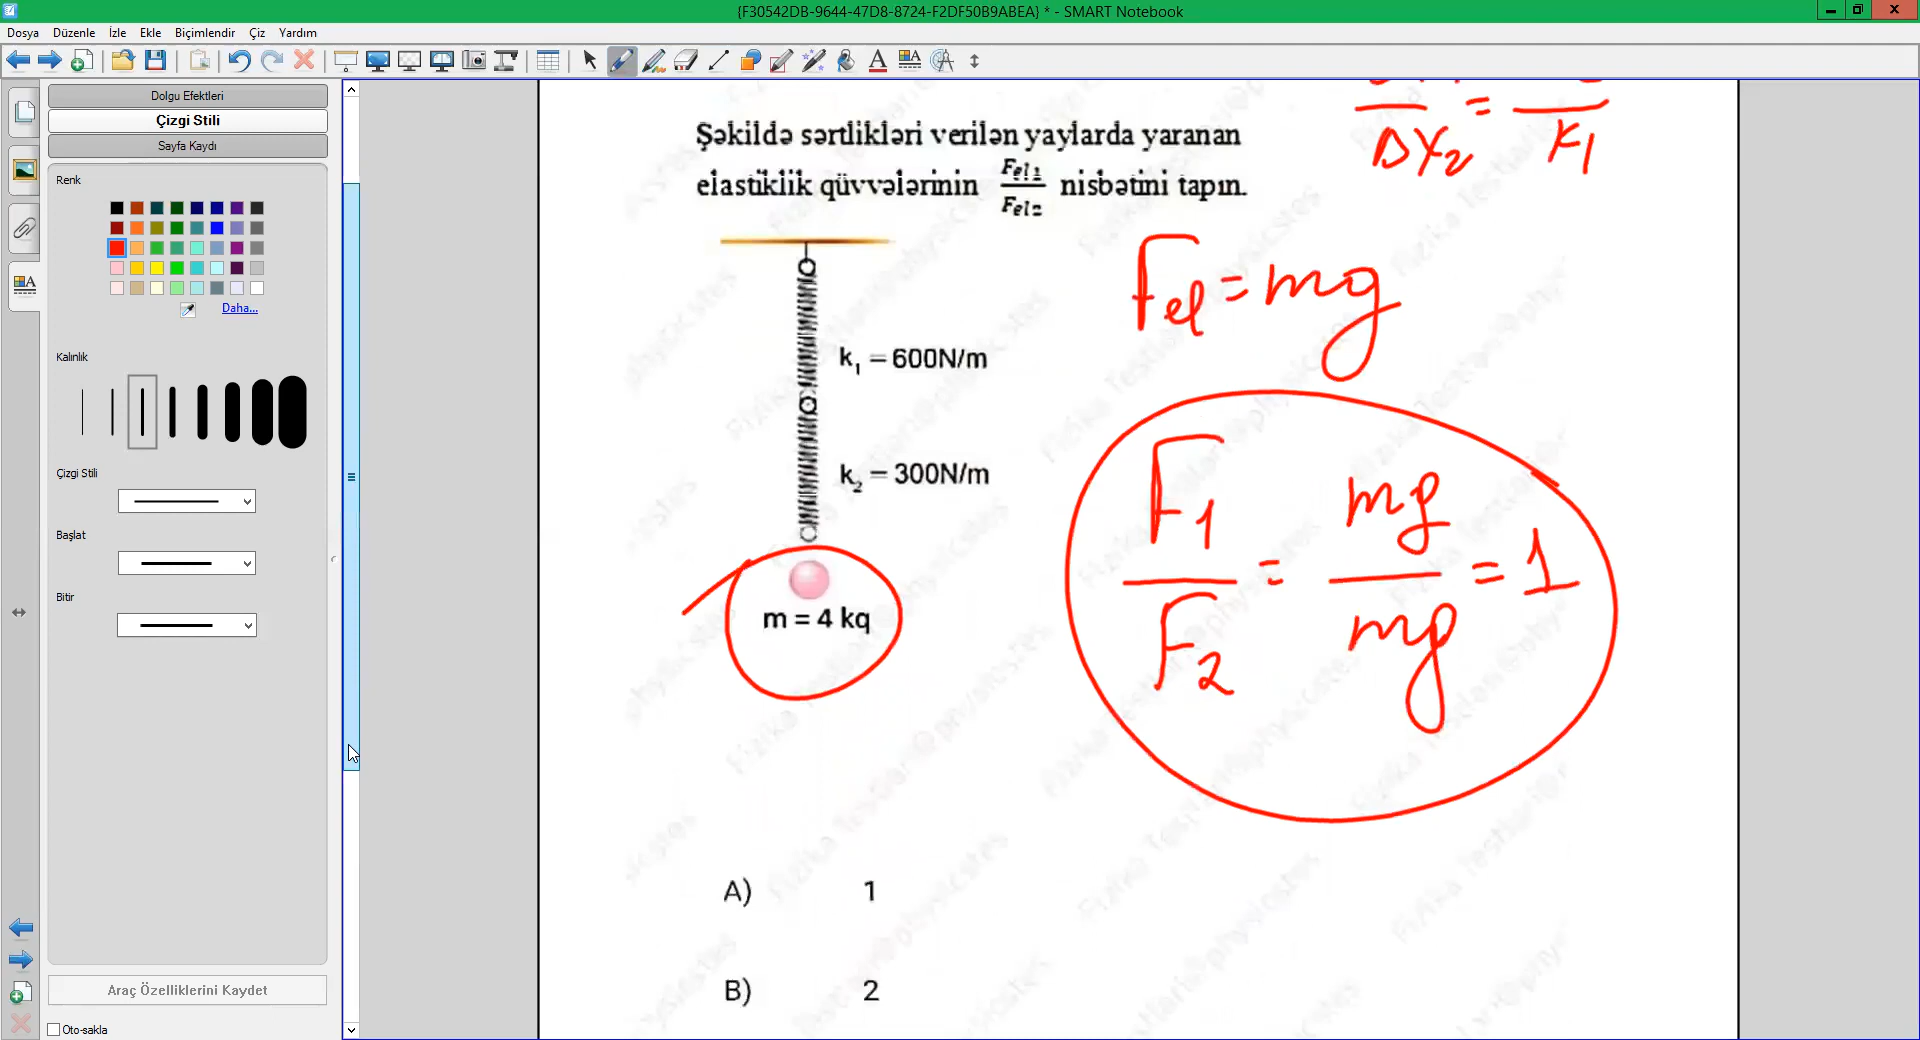 {F30542DB-9644-47D8-8724-F2DF50B9ABEA} * - SMART Notebook
Dosya Düzenle İzle Ekle Biçimlendir Çiz Yardım
Dolgu Efektleri
Çizgi Stili
Sayfa Kaydı
Renk
Daha...
Kalınlık
Çizgi Stili
Başlat
Bitir
Araç Özelliklerini Kaydet
Oto-sakla
Şəkildə sərtlikləri verilən yaylarda yaranan
elastiklik qüvvələrinin Fel1/Fel2 nisbətini tapın.
k₁ = 600N/m
k₂ = 300N/m
m = 4 kq
A) 1
B) 2
ΔX₂ = K₁
Fel = mg
F₁/F₂ = mg/mg = 1